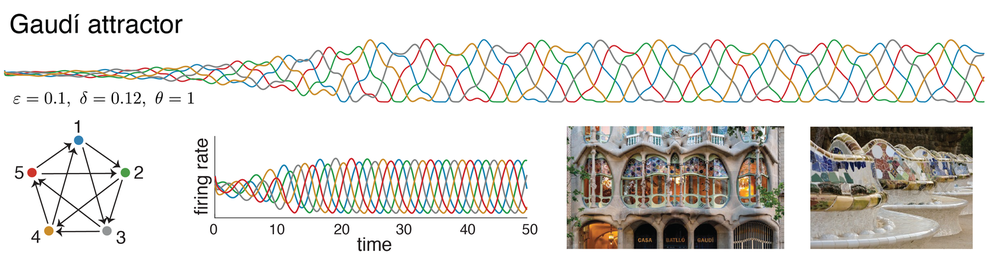 Gaudí attractor
ε = 0.1, δ = 0.12, θ = 1
1
5
2
4
3
firing rate
0
10
20
30
40
50
time
CASA BATLLÓ GAUDÍ